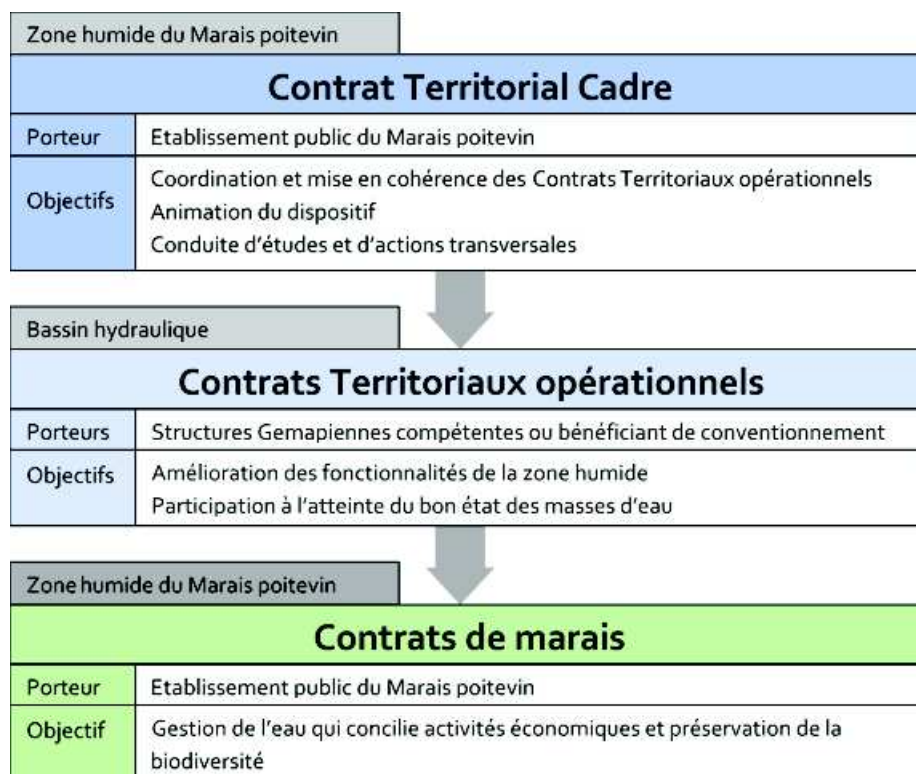 Zone humide du Marais poitevin
Contrat Territorial Cadre
Porteur
Etablissement public du Marais poitevin
Objectifs
Coordination et mise en cohérence des Contrats Territoriaux opérationnels
Animation du dispositif
Conduite d'études et d'actions transversales
Bassin hydraulique
Contrats Territoriaux opérationnels
Porteurs
Structures Gemapiennes compétentes ou bénéficiant de conventionnement
Objectifs
Amélioration des fonctionnalités de la zone humide
Participation à l'atteinte du bon état des masses d'eau
Zone humide du Marais poitevin
Contrats de marais
Porteur
Etablissement public du Marais poitevin
Objectif
Gestion de l'eau qui concilie activités économiques et préservation de la
biodiversité